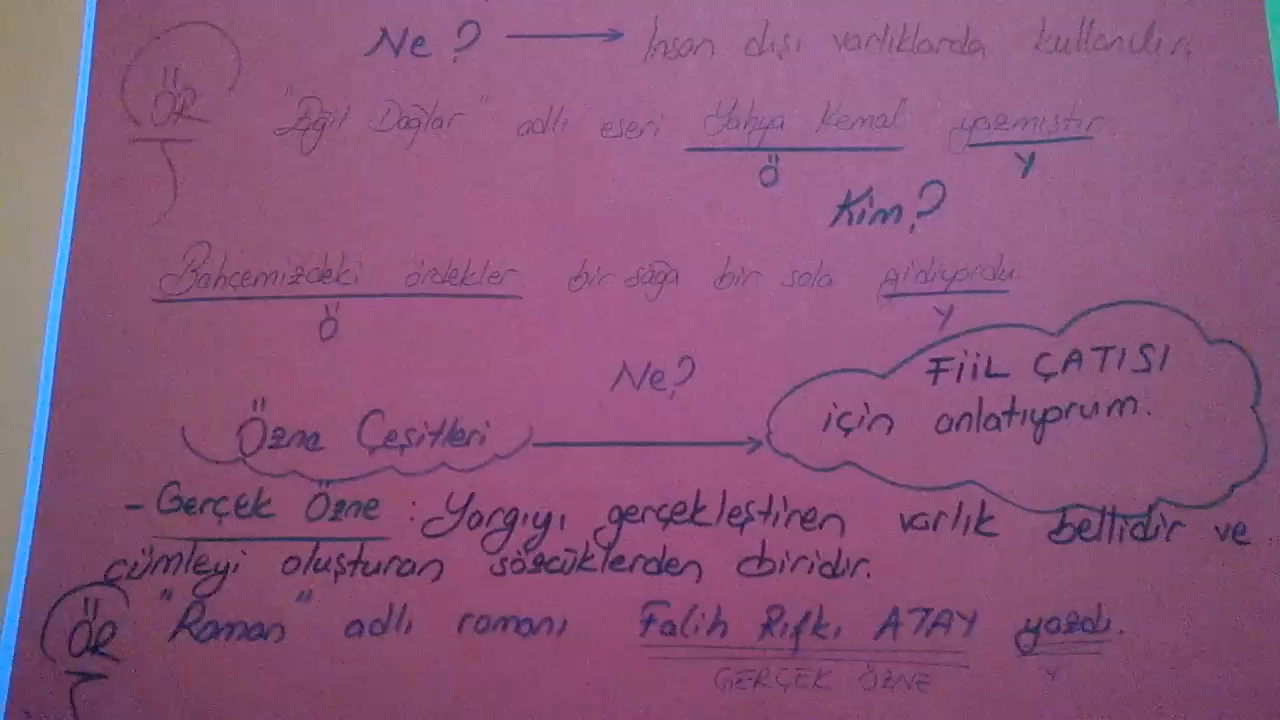 Ne? → İnsan dışı varlıklarda kullanılır.
ÖR "Eğil Dağlar" adlı eseri Yahya Kemal yazmıştır
Ö Y
Kim?
Bahçemizdeki ördekler bir sağa bir sola gidiyordu.
Ö Y
Ne?
FİİL ÇATISI
için anlatıyorum.
Özne Çeşitleri →
- Gerçek Özne : Yargıyı gerçekleştiren varlık bellidir ve
cümleyi oluşturan sözcüklerden biridir.
ÖR "Roman" adlı romanı Falih Rıfkı ATAY yazdı.
GERÇEK ÖZNE Y